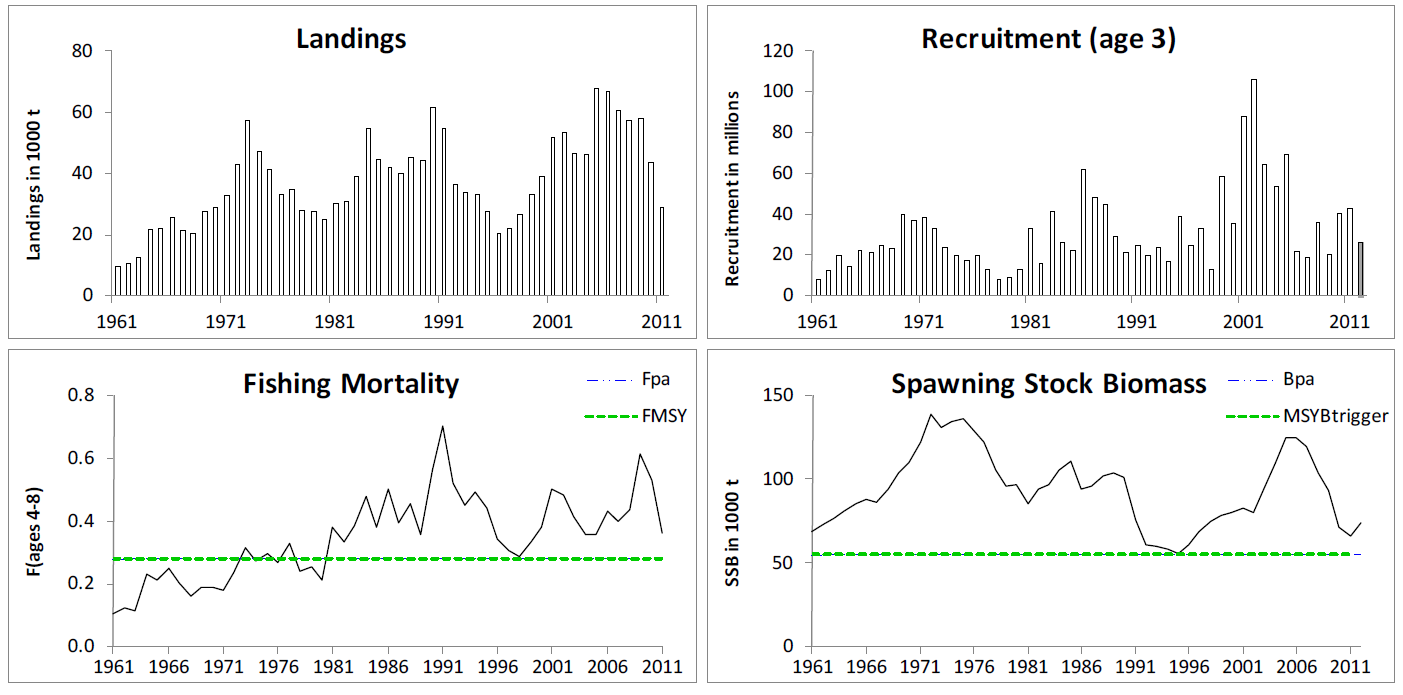 Landings
80
60
40
20
0
Landings in 1000 t
1961 1971 1981 1991 2001 2011
Recruitment (age 3)
120
100
80
60
40
20
0
Recruitment in millions
1961 1971 1981 1991 2001 2011
Fishing Mortality
Fpa
FMSY
0.8
0.6
0.4
0.2
0.0
F(ages 4-8)
1961 1966 1971 1976 1981 1986 1991 1996 2001 2006 2011
Spawning Stock Biomass
Bpa
MSYBtrigger
150
100
50
0
SSB in 1000 t
1961 1966 1971 1976 1981 1986 1991 1996 2001 2006 2011